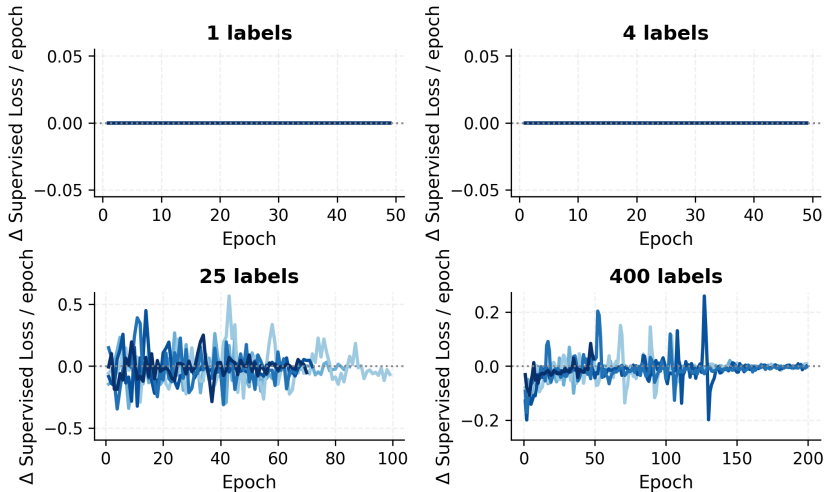 1 labels
Δ Supervised Loss / epoch
0.05
0.00
−0.05
0 10 20 30 40 50
Epoch
4 labels
Δ Supervised Loss / epoch
0.05
0.00
−0.05
0 10 20 30 40 50
Epoch
25 labels
Δ Supervised Loss / epoch
0.5
0.0
−0.5
0 20 40 60 80 100
Epoch
400 labels
Δ Supervised Loss / epoch
0.2
0.0
−0.2
0 50 100 150 200
Epoch